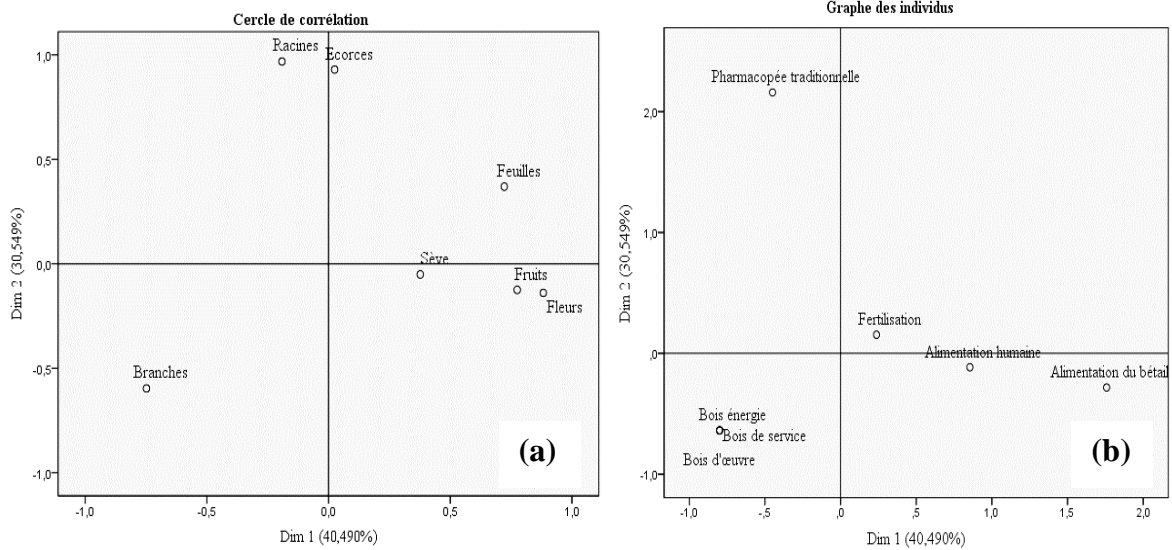 Cercle de corrélation
Racines
Ecorces
Feuilles
Sève
Fruits
Fleurs
Branches
(a)
1,0
0,5
0,0
-0,5
-1,0
-1,0
-0,5
0,0
0,5
1,0
Dim 2 (30,549%)
Dim 1 (40,490%)
Graphe des individus
Pharmacopée traditionnelle
Fertilisation
Alimentation humaine
Alimentation du bétail
Bois énergie
Bois de service
Bois d'œuvre
(b)
2,0
1,0
,0
-1,0
-1,0
-,5
,0
,5
1,0
1,5
2,0
Dim 2 (30,549%)
Dim 1 (40,490%)